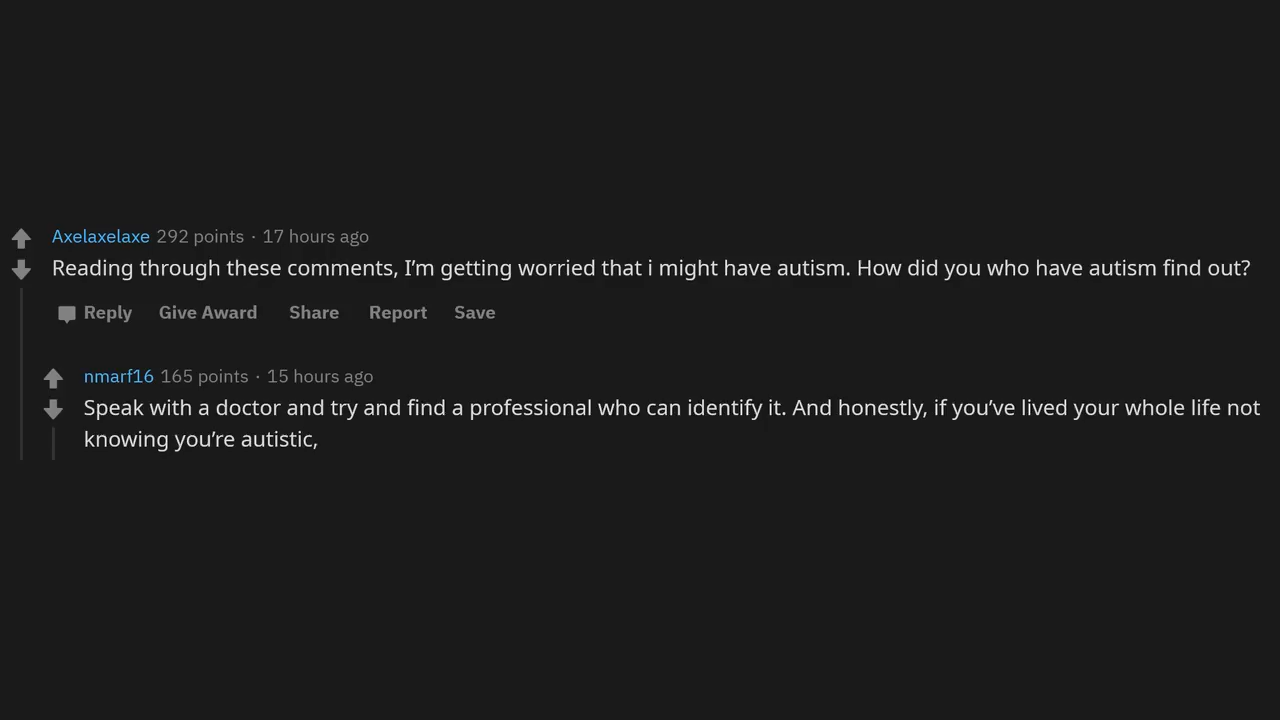 Axelaxelaxe 292 points · 17 hours ago
Reading through these comments, I’m getting worried that i might have autism. How did you who have autism find out?
Reply Give Award Share Report Save
nmarf16 165 points · 15 hours ago
Speak with a doctor and try and find a professional who can identify it. And honestly, if you’ve lived your whole life not
knowing you’re autistic,